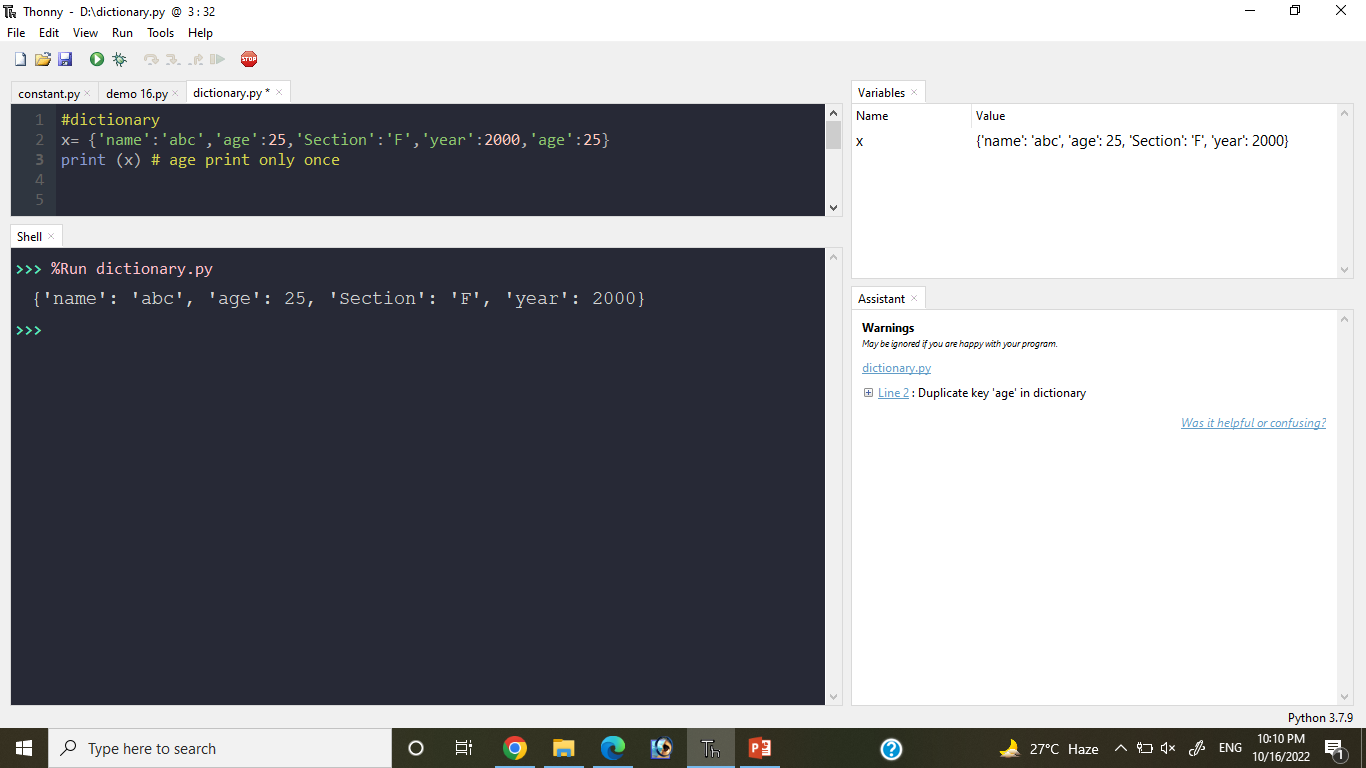 Thonny - D:\dictionary.py @ 3 : 32
File Edit View Run Tools Help
STOP
constant.py × demo 16.py × dictionary.py * ×
1 #dictionary
2 x= {'name':'abc','age':25,'Section':'F','year':2000,'age':25}
3 print (x) # age print only once
4
5
Shell ×
>>> %Run dictionary.py
{'name': 'abc', 'age': 25, 'Section': 'F', 'year': 2000}
>>>
Variables ×
Name Value
x {'name': 'abc', 'age': 25, 'Section': 'F', 'year': 2000}
Assistant ×
Warnings
May be ignored if you are happy with your program.
dictionary.py
Line 2 : Duplicate key 'age' in dictionary
Was it helpful or confusing?
Python 3.7.9
Type here to search
Th
27°C Haze
ENG
10:10 PM
10/16/2022
1